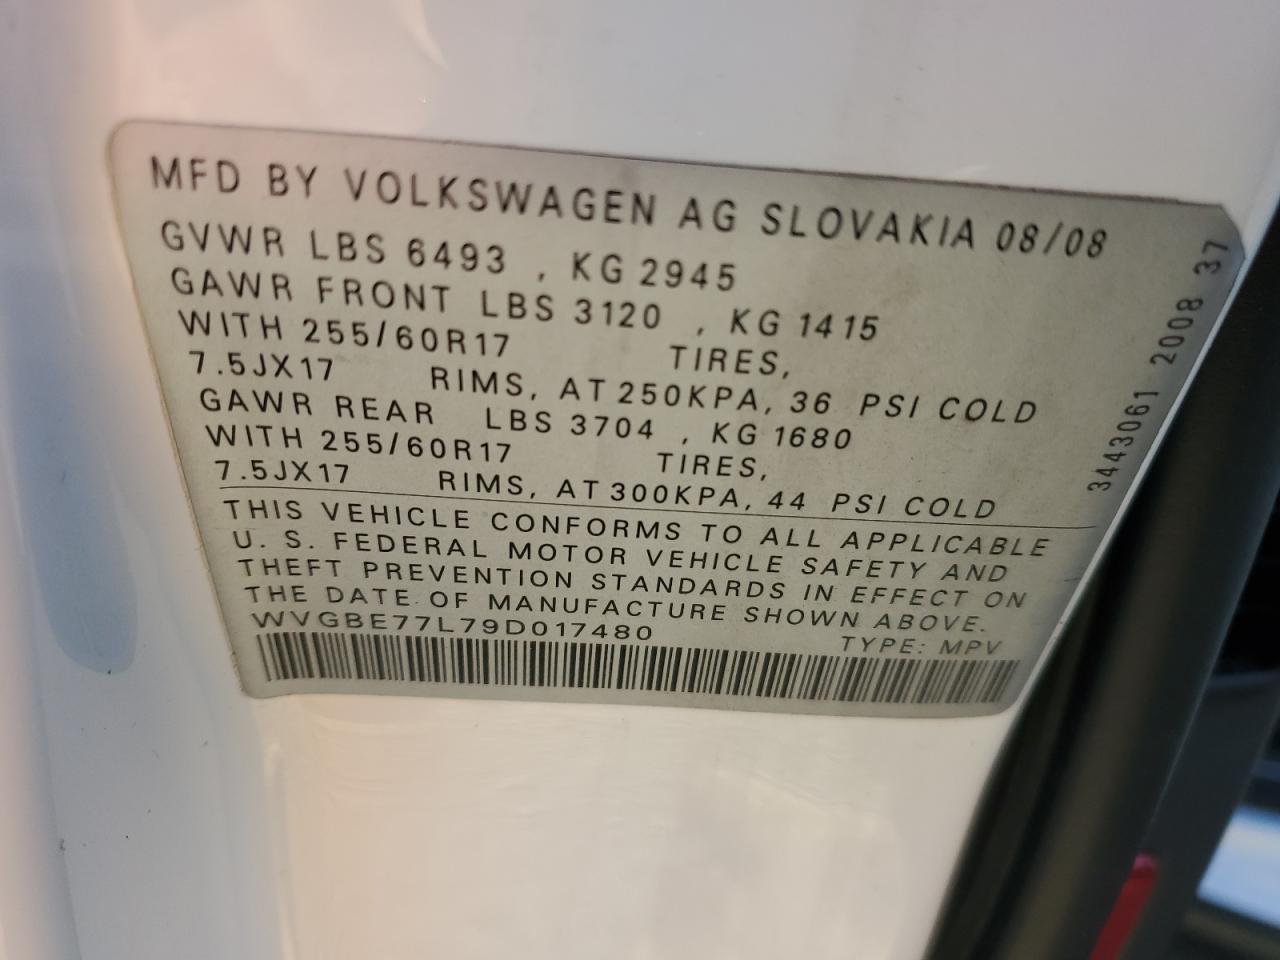 MFD BY VOLKSWAGEN AG SLOVAKIA 08/08
GVWR LBS 6493 , KG 2945
GAWR FRONT LBS 3120 , KG 1415
WITH 255/60R17 TIRES,
7.5JX17 RIMS, AT 250KPA, 36 PSI COLD
GAWR REAR LBS 3704 , KG 1680
WITH 255/60R17 TIRES,
7.5JX17 RIMS, AT 300KPA, 44 PSI COLD
THIS VEHICLE CONFORMS TO ALL APPLICABLE
U. S. FEDERAL MOTOR VEHICLE SAFETY AND
THEFT PREVENTION STANDARDS IN EFFECT ON
THE DATE OF MANUFACTURE SHOWN ABOVE.
WVGBE77L79D017480 TYPE: MPV
3443061 2008 37